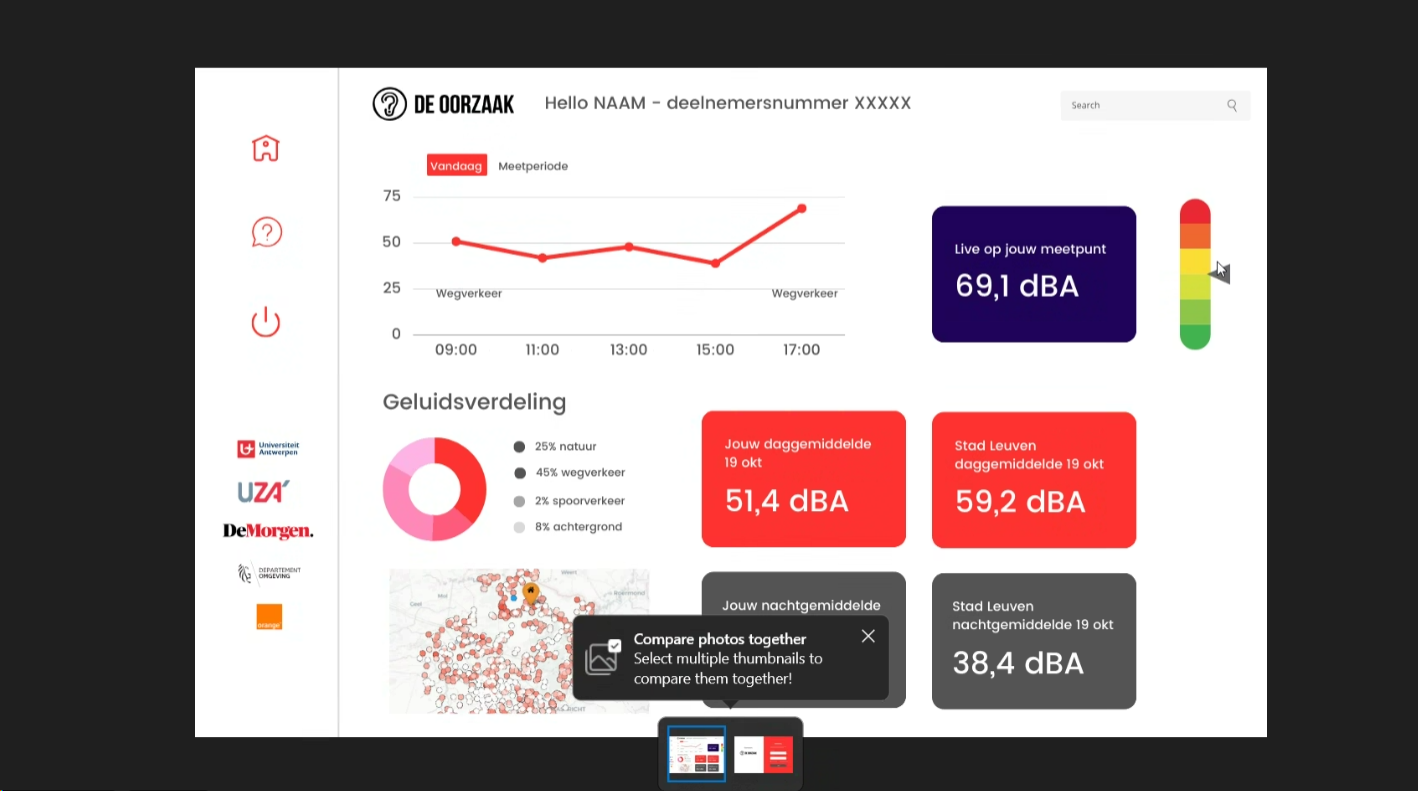 DE OORZAAK
Hello NAAM - deelnemersnummer XXXXX
Search
Vandaag Meetperiode
75
50
25
0
Wegverkeer Wegverkeer
09:00 11:00 13:00 15:00 17:00
Live op jouw meetpunt
69,1 dBA
Geluidsverdeling
25% natuur
45% wegverkeer
2% spoorverkeer
8% achtergrond
Jouw daggemiddelde
19 okt
51,4 dBA
Stad Leuven
daggemiddelde 19 okt
59,2 dBA
Jouw nachtgemiddelde
Stad Leuven
nachtgemiddelde 19 okt
38,4 dBA
Universiteit
Antwerpen
UZA
DeMorgen.
DEPARTEMENT
OMGEVING
orange
Weert
Mol
Geel
Compare photos together
Select multiple thumbnails to
compare them together!